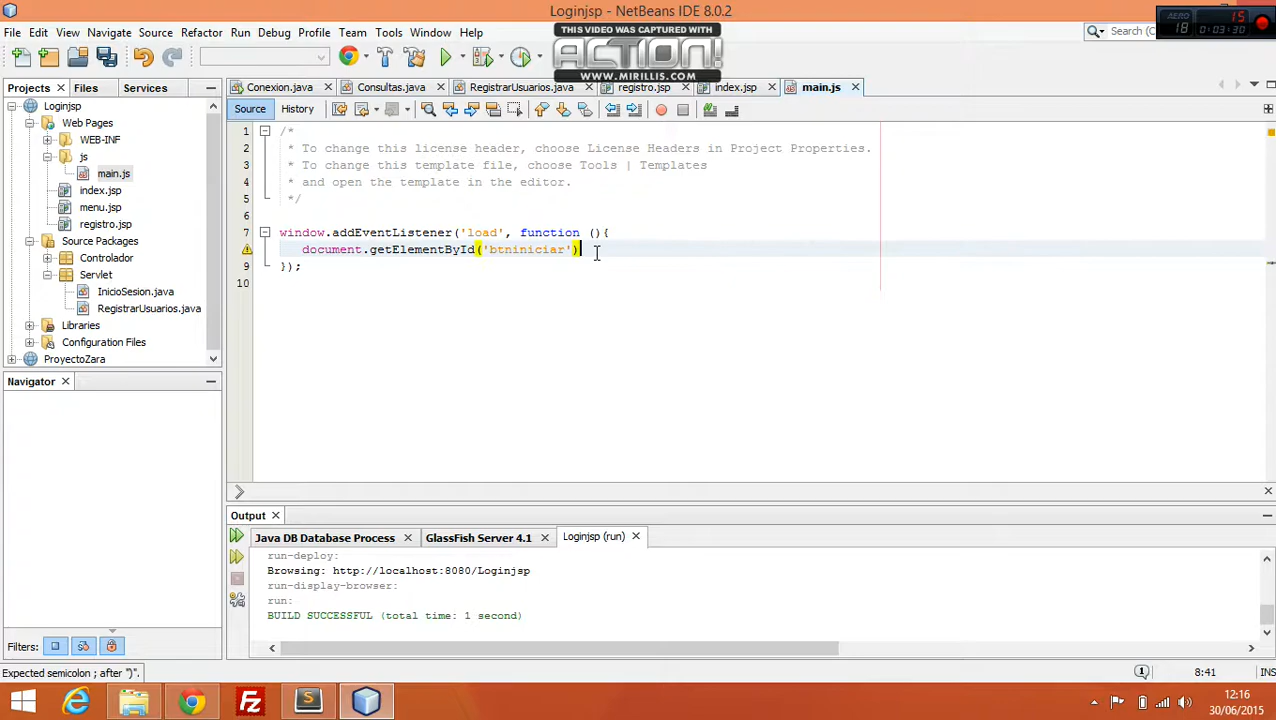 Loginjsp - NetBeans IDE 8.0.2
AERO 18
15
0:03:30
THIS VIDEO WAS CAPTURED WITH
ACTION!
WWW.MIRILLIS.COM
File Edit View Navigate Source Refactor Run Debug Profile Team Tools Window Help
Search (C
Projects Files Services
Conexion.java Consultas.java RegistrarUsuarios.java registro.jsp index.jsp main.js
Source History
Loginjsp
Web Pages
WEB-INF
js
main.js
index.jsp
menu.jsp
registro.jsp
Source Packages
Controlador
Servlet
InicioSesion.java
RegistrarUsuarios.java
Libraries
Configuration Files
ProyectoZara
1 /*
2 * To change this license header, choose License Headers in Project Properties.
3 * To change this template file, choose Tools | Templates
4 * and open the template in the editor.
5 */
6
7 window.addEventListener('load', function (){
document.getElementById('btniniciar')
9 });
10
Navigator
Filters:
Output
Java DB Database Process GlassFish Server 4.1 Loginjsp (run)
run-deploy:
Browsing: http://localhost:8080/Loginjsp
run-display-browser:
run:
BUILD SUCCESSFUL (total time: 1 second)
Expected semicolon ; after ")".
1 8:41 INS
12:16
30/06/2015